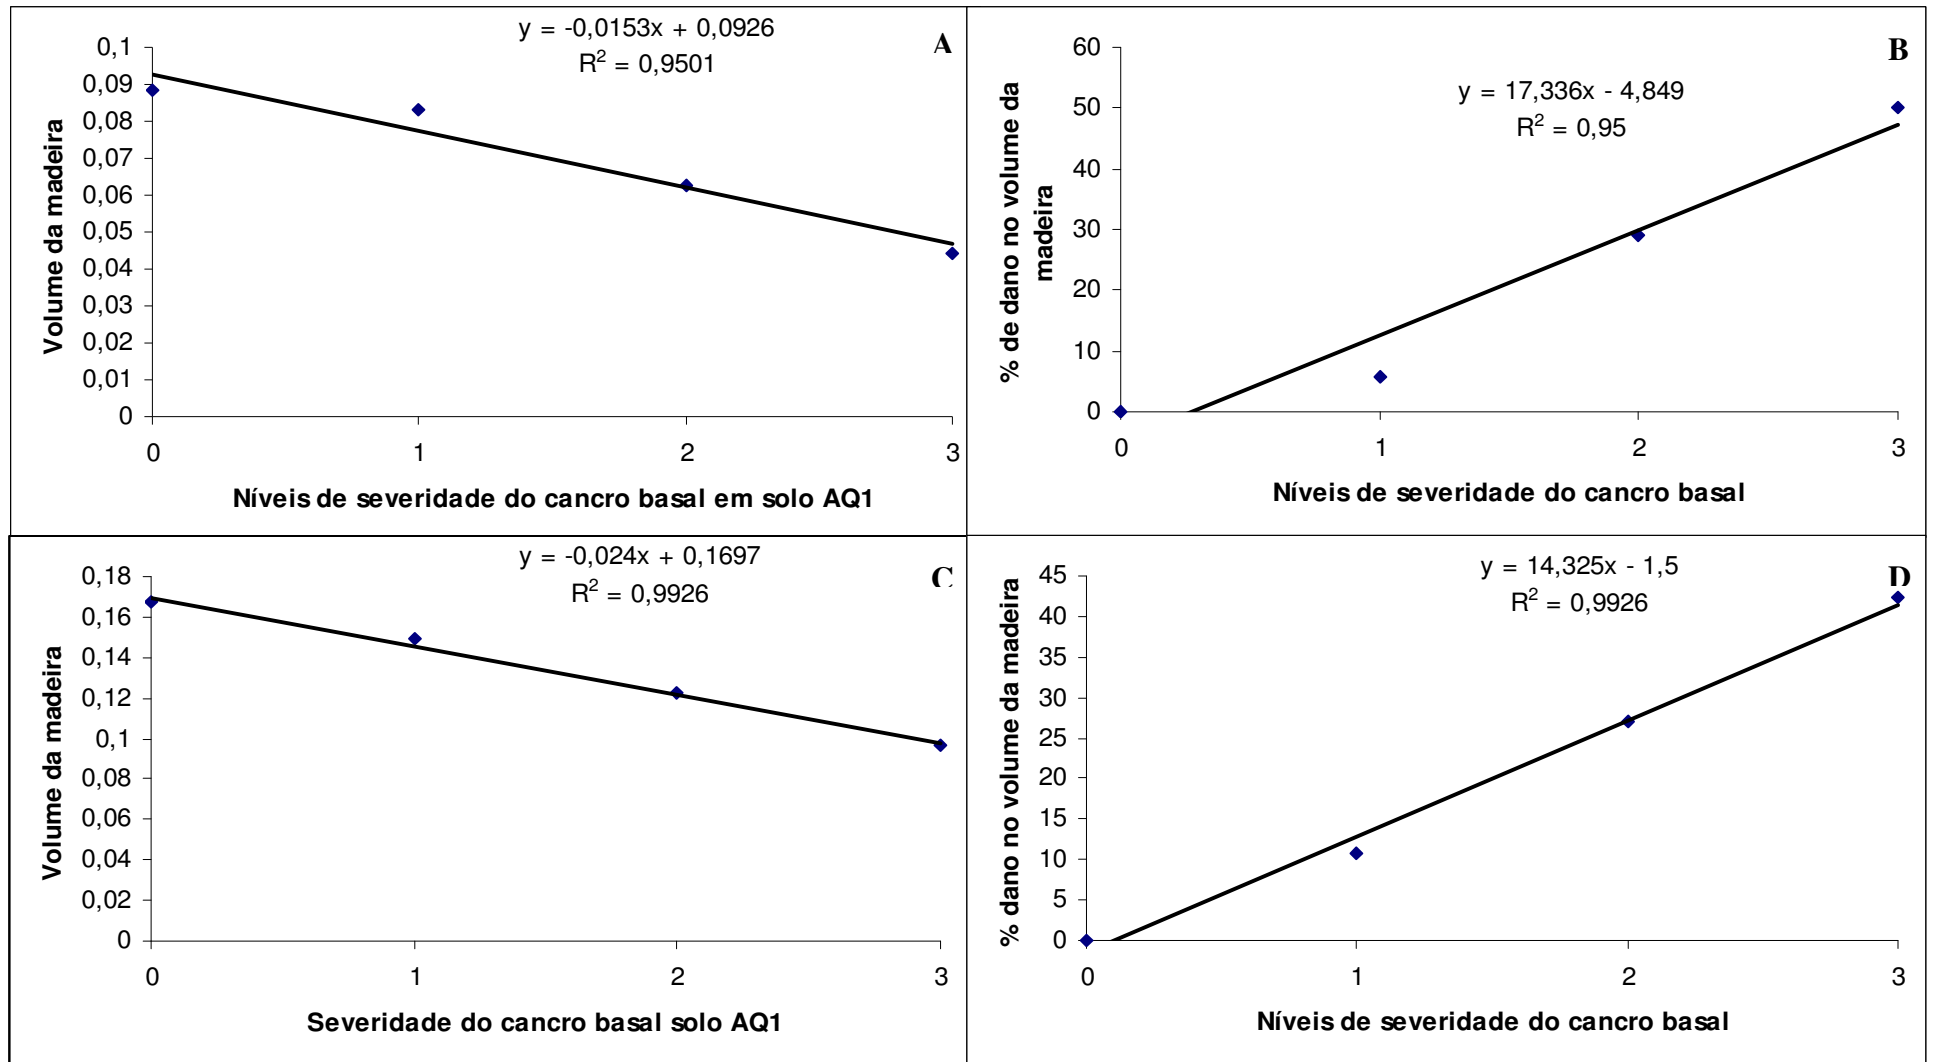 y = -0,0153x + 0,0926
R² = 0,9501
A
0,1
0,09
0,08
0,07
0,06
0,05
0,04
0,03
0,02
0,01
0
Volume da madeira
0 1 2 3
Níveis de severidade do cancro basal em solo AQ1
y = 17,336x - 4,849
R² = 0,95
B
60
50
40
30
20
10
0
% de dano no volume da
madeira
0 1 2 3
Níveis de severidade do cancro basal
y = -0,024x + 0,1697
R² = 0,9926
C
0,18
0,16
0,14
0,12
0,1
0,08
0,06
0,04
0,02
0
Volume da madeira
0 1 2 3
Severidade do cancro basal solo AQ1
y = 14,325x - 1,5
R² = 0,9926
D
45
40
35
30
25
20
15
10
5
0
% dano no volume da madeira
0 1 2 3
Níveis de severidade do cancro basal